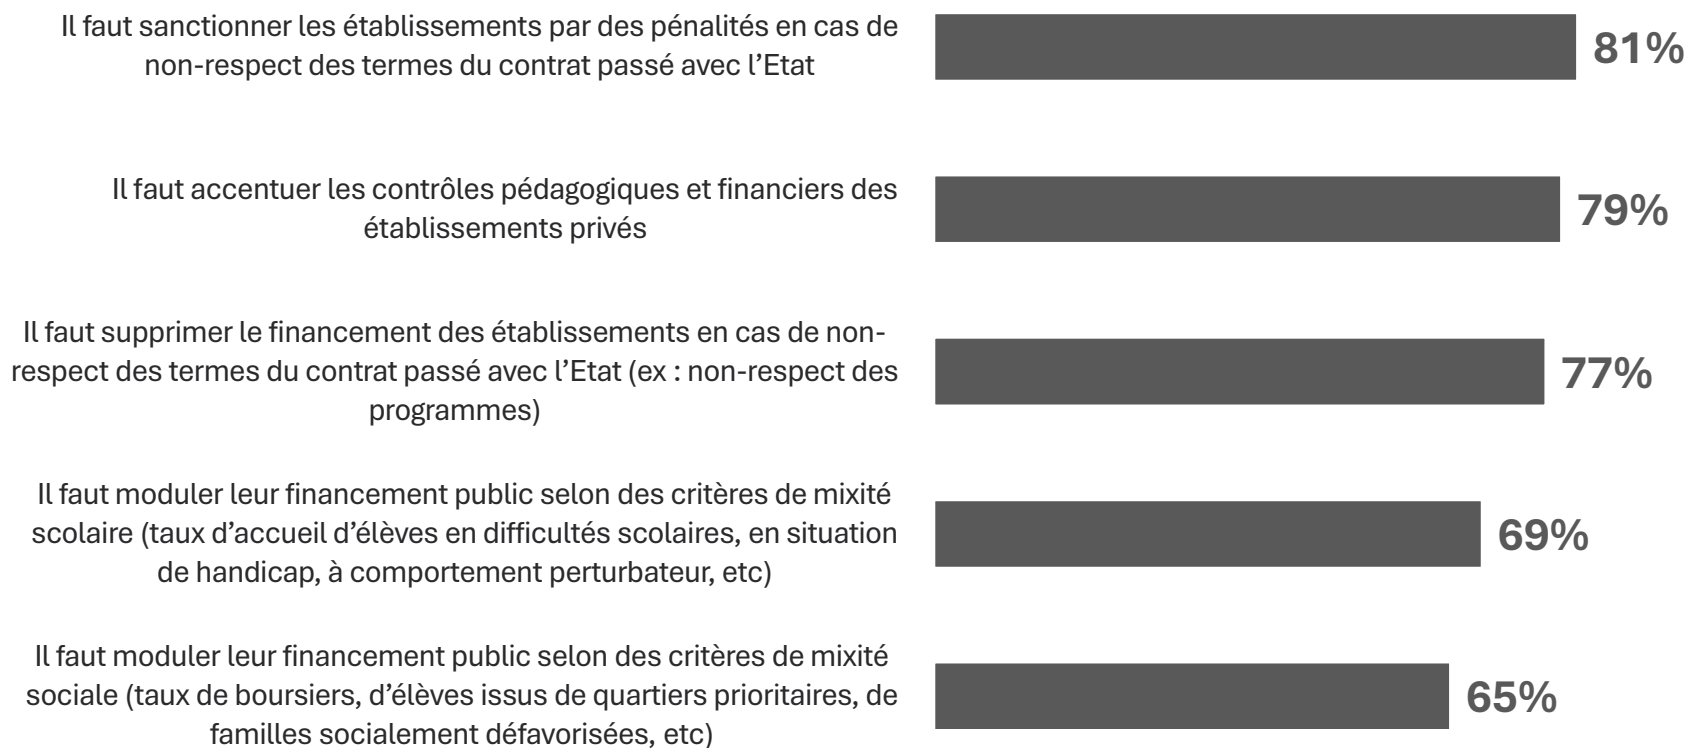 Il faut sanctionner les établissements par des pénalités en cas de
non-respect des termes du contrat passé avec l’Etat
81%
Il faut accentuer les contrôles pédagogiques et financiers des
établissements privés
79%
Il faut supprimer le financement des établissements en cas de non-
respect des termes du contrat passé avec l’Etat (ex : non-respect des
programmes)
77%
Il faut moduler leur financement public selon des critères de mixité
scolaire (taux d’accueil d’élèves en difficultés scolaires, en situation
de handicap, à comportement perturbateur, etc)
69%
Il faut moduler leur financement public selon des critères de mixité
sociale (taux de boursiers, d’élèves issus de quartiers prioritaires, de
familles socialement défavorisées, etc)
65%